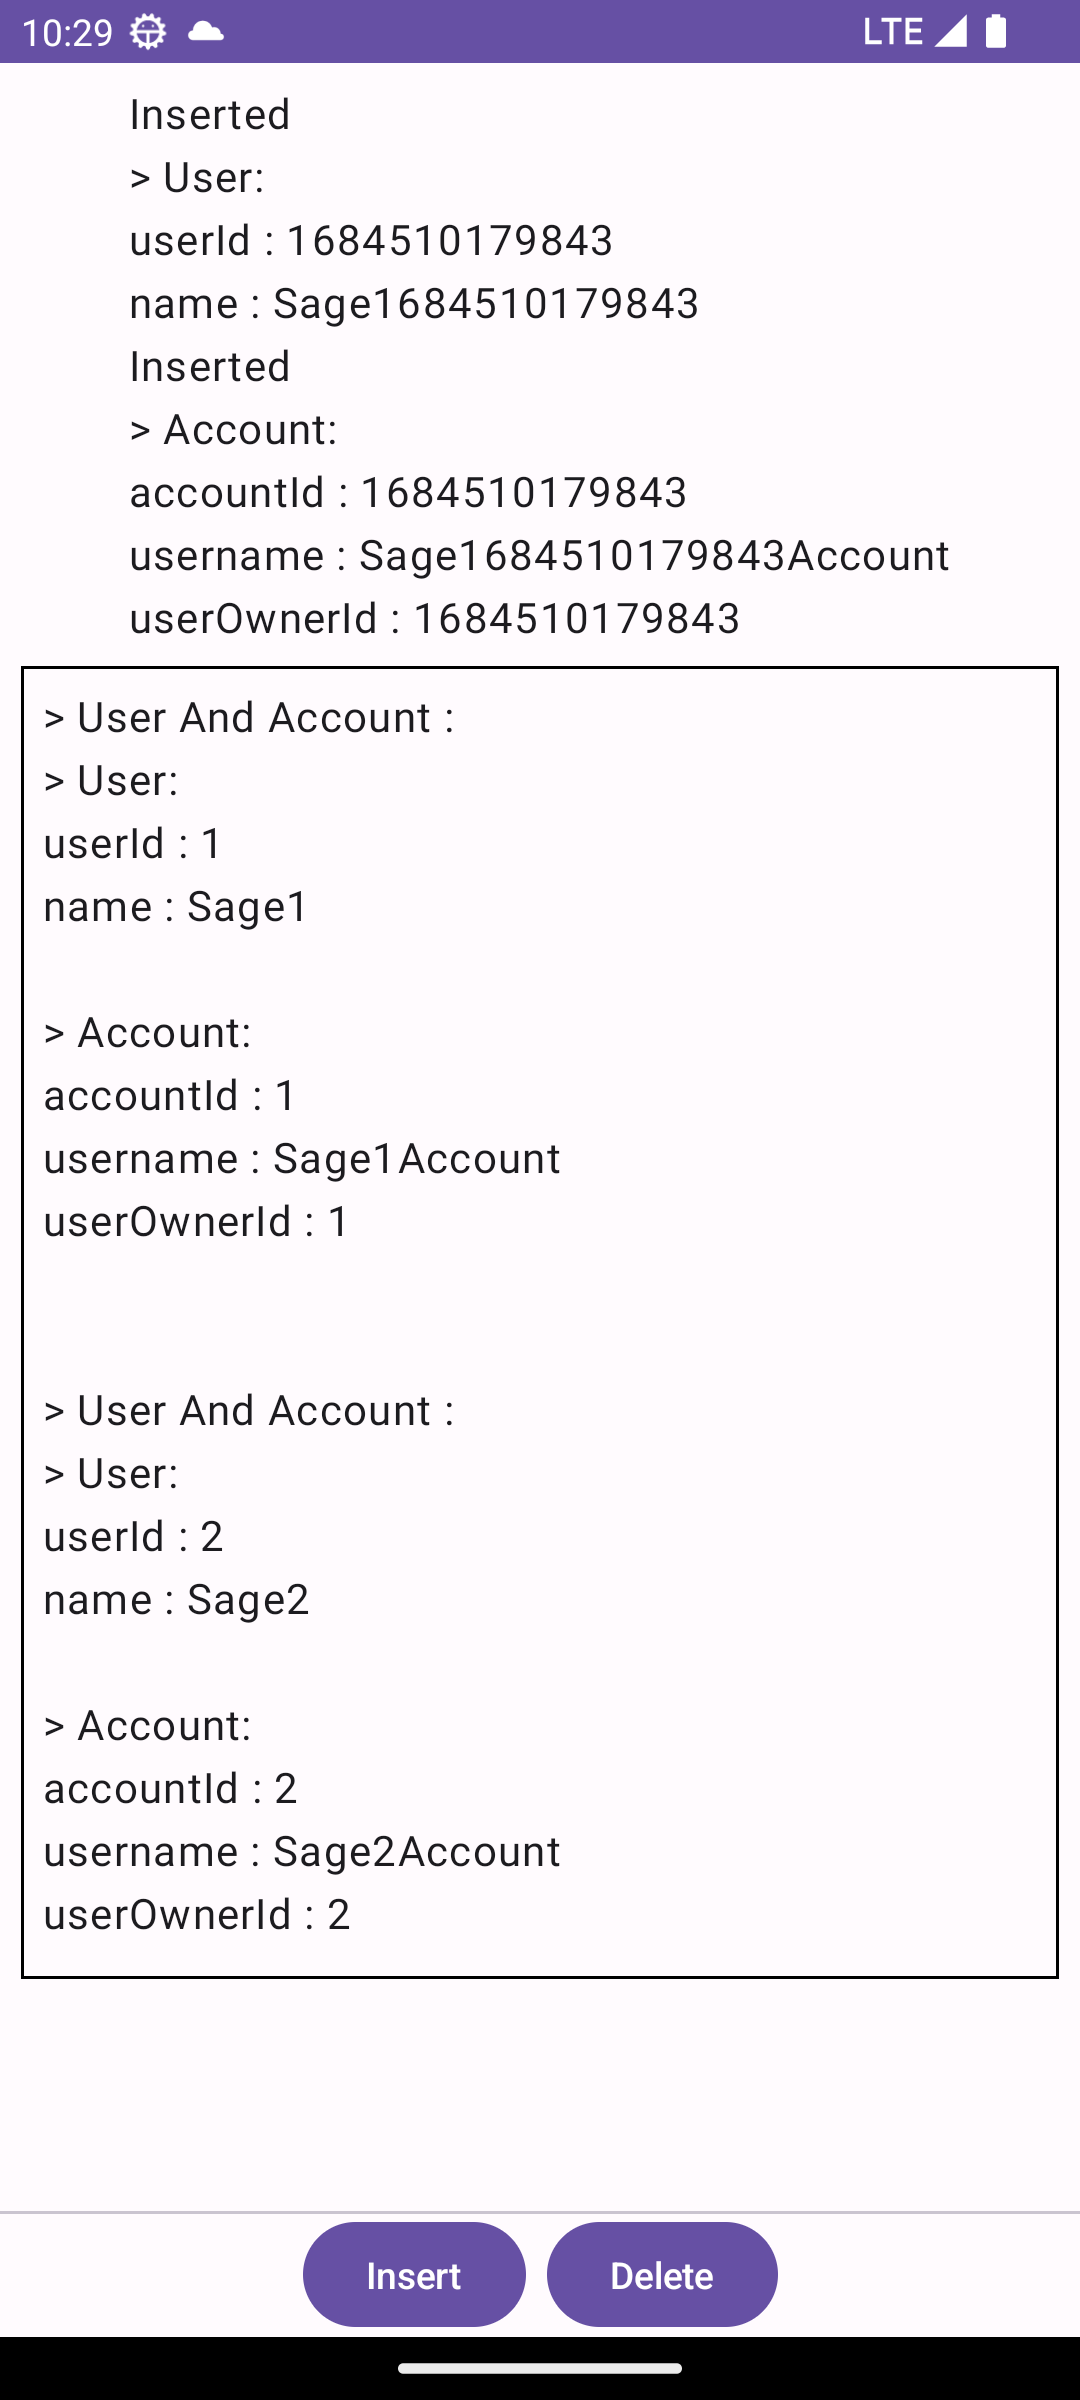 10:29 LTE
Inserted
> User:
userId : 1684510179843
name : Sage1684510179843
Inserted
> Account:
accountId : 1684510179843
username : Sage1684510179843Account
userOwnerId : 1684510179843
> User And Account :
> User:
userId : 1
name : Sage1
> Account:
accountId : 1
username : Sage1Account
userOwnerId : 1
> User And Account :
> User:
userId : 2
name : Sage2
> Account:
accountId : 2
username : Sage2Account
userOwnerId : 2
Insert Delete